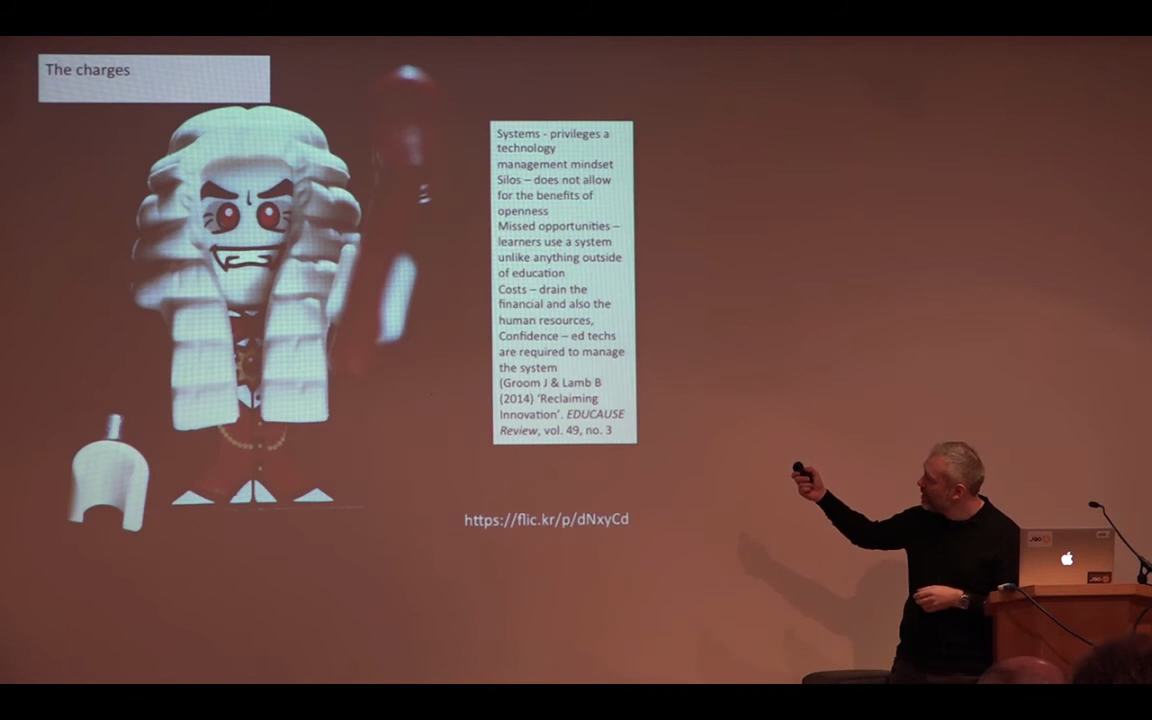 The charges
Systems - privileges a
technology
management mindset
Silos – does not allow
for the benefits of
openness
Missed opportunities –
learners use a system
unlike anything outside
of education
Costs – drain the
financial and also the
human resources,
Confidence – ed techs
are required to manage
the system
(Groom J & Lamb B
(2014) ‘Reclaiming
Innovation’. EDUCAUSE
Review, vol. 49, no. 3
https://flic.kr/p/dNxyCd